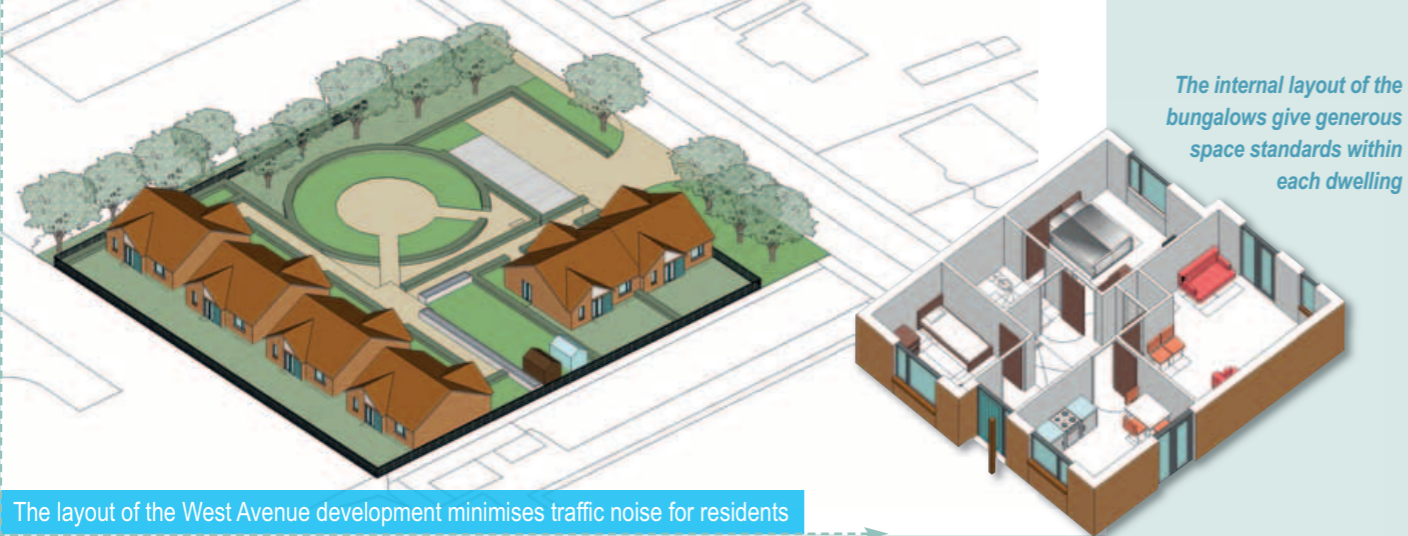 The internal layout of the
bungalows give generous
space standards within
each dwelling
The layout of the West Avenue development minimises traffic noise for residents